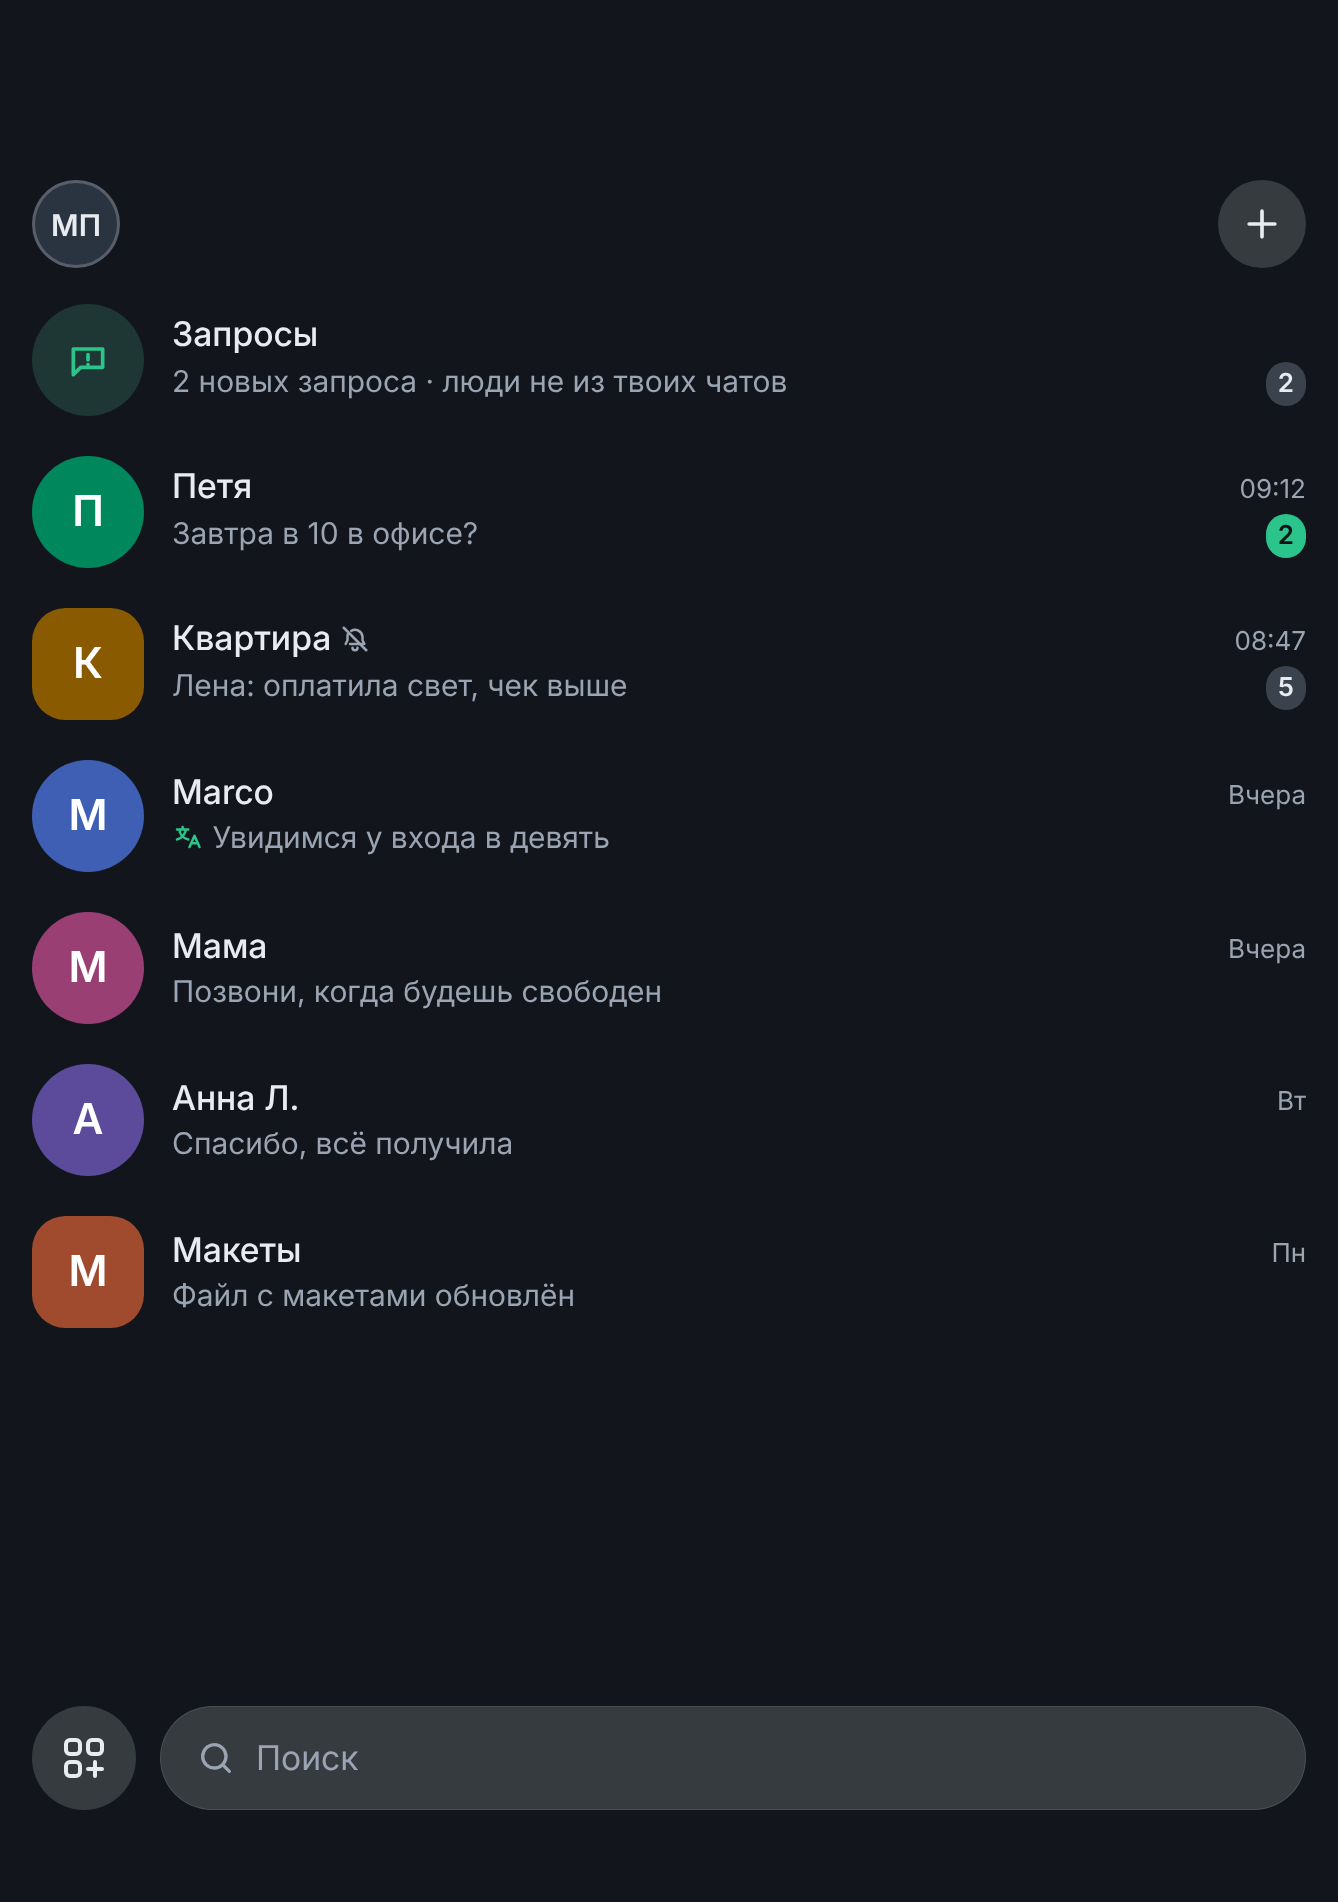 МП
Запросы
2 новых запроса · люди не из твоих чатов
2
П
Петя
09:12
Завтра в 10 в офисе?
2
К
Квартира
08:47
Лена: оплатила свет, чек выше
5
M
Marco
Вчера
Увидимся у входа в девять
М
Мама
Вчера
Позвони, когда будешь свободен
А
Анна Л.
Вт
Спасибо, всё получила
М
Макеты
Пн
Файл с макетами обновлён
Поиск